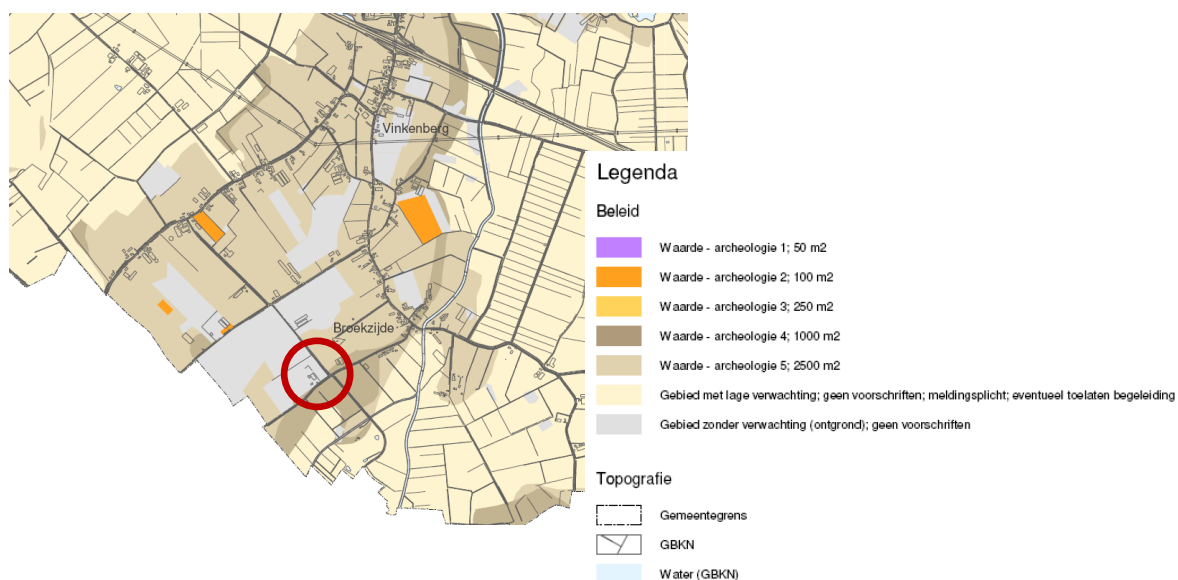 Vinkenberg
Broekzijde
Legenda
Beleid
Waarde - archeologie 1; 50 m2
Waarde - archeologie 2; 100 m2
Waarde - archeologie 3; 250 m2
Waarde - archeologie 4; 1000 m2
Waarde - archeologie 5; 2500 m2
Gebied met lage verwachting; geen voorschriften; meldingsplicht; eventueel toelaten begeleiding
Gebied zonder verwachting (ontgrond); geen voorschriften
Topografie
Gemeentegrens
GBKN
Water (GBKN)